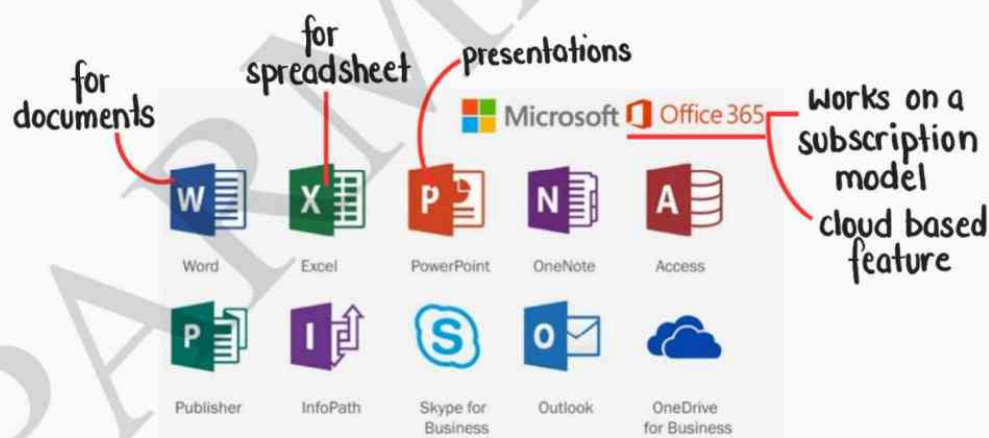 for
documents
for
spreadsheet
presentations
Microsoft Office 365
works on a
subscription
model
cloud based
feature
W
X
P
N
A
Word
Excel
PowerPoint
OneNote
Access
P
I
S
O
Publisher
InfoPath
Skype for
Business
Outlook
OneDrive
for Business